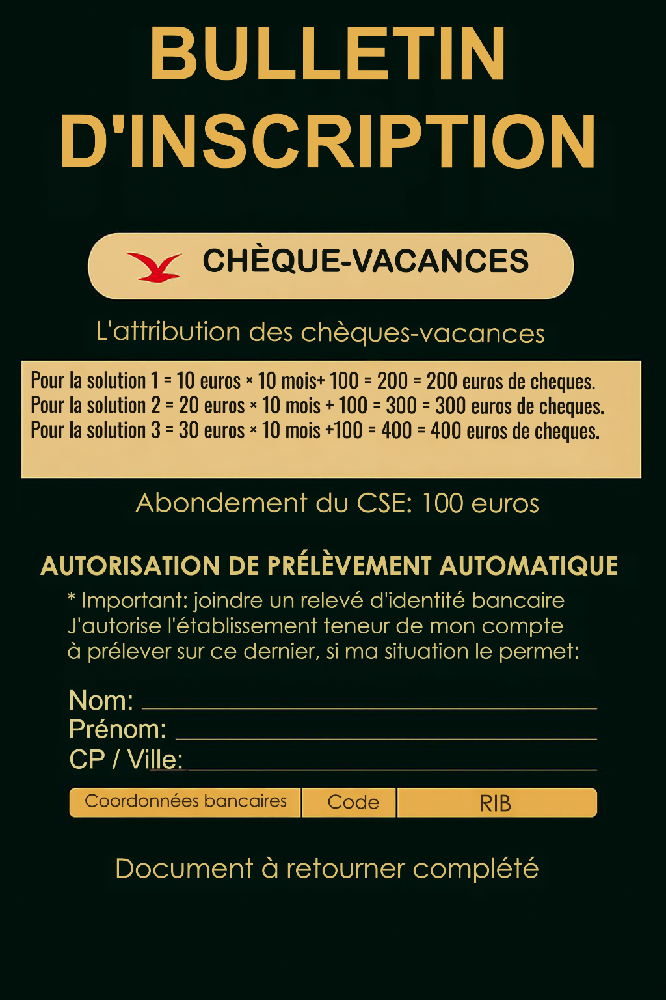 BULLETIN
D'INSCRIPTION
CHÈQUE-VACANCES
L'attribution des chèques-vacances
Pour la solution 1 = 10 euros × 10 mois+ 100 = 200 = 200 euros de cheques.
Pour la solution 2 = 20 euros × 10 mois + 100 = 300 = 300 euros de cheques.
Pour la solution 3 = 30 euros × 10 mois +100 = 400 = 400 euros de cheques.
Abondement du CSE: 100 euros
AUTORISATION DE PRÉLÈVEMENT AUTOMATIQUE
* Important: joindre un relevé d'identité bancaire
J'autorise l'établissement teneur de mon compte
à prélever sur ce dernier, si ma situation le permet:
Nom:
Prénom:
CP / Ville:
Coordonnées bancaires Code RIB
Document à retourner complété